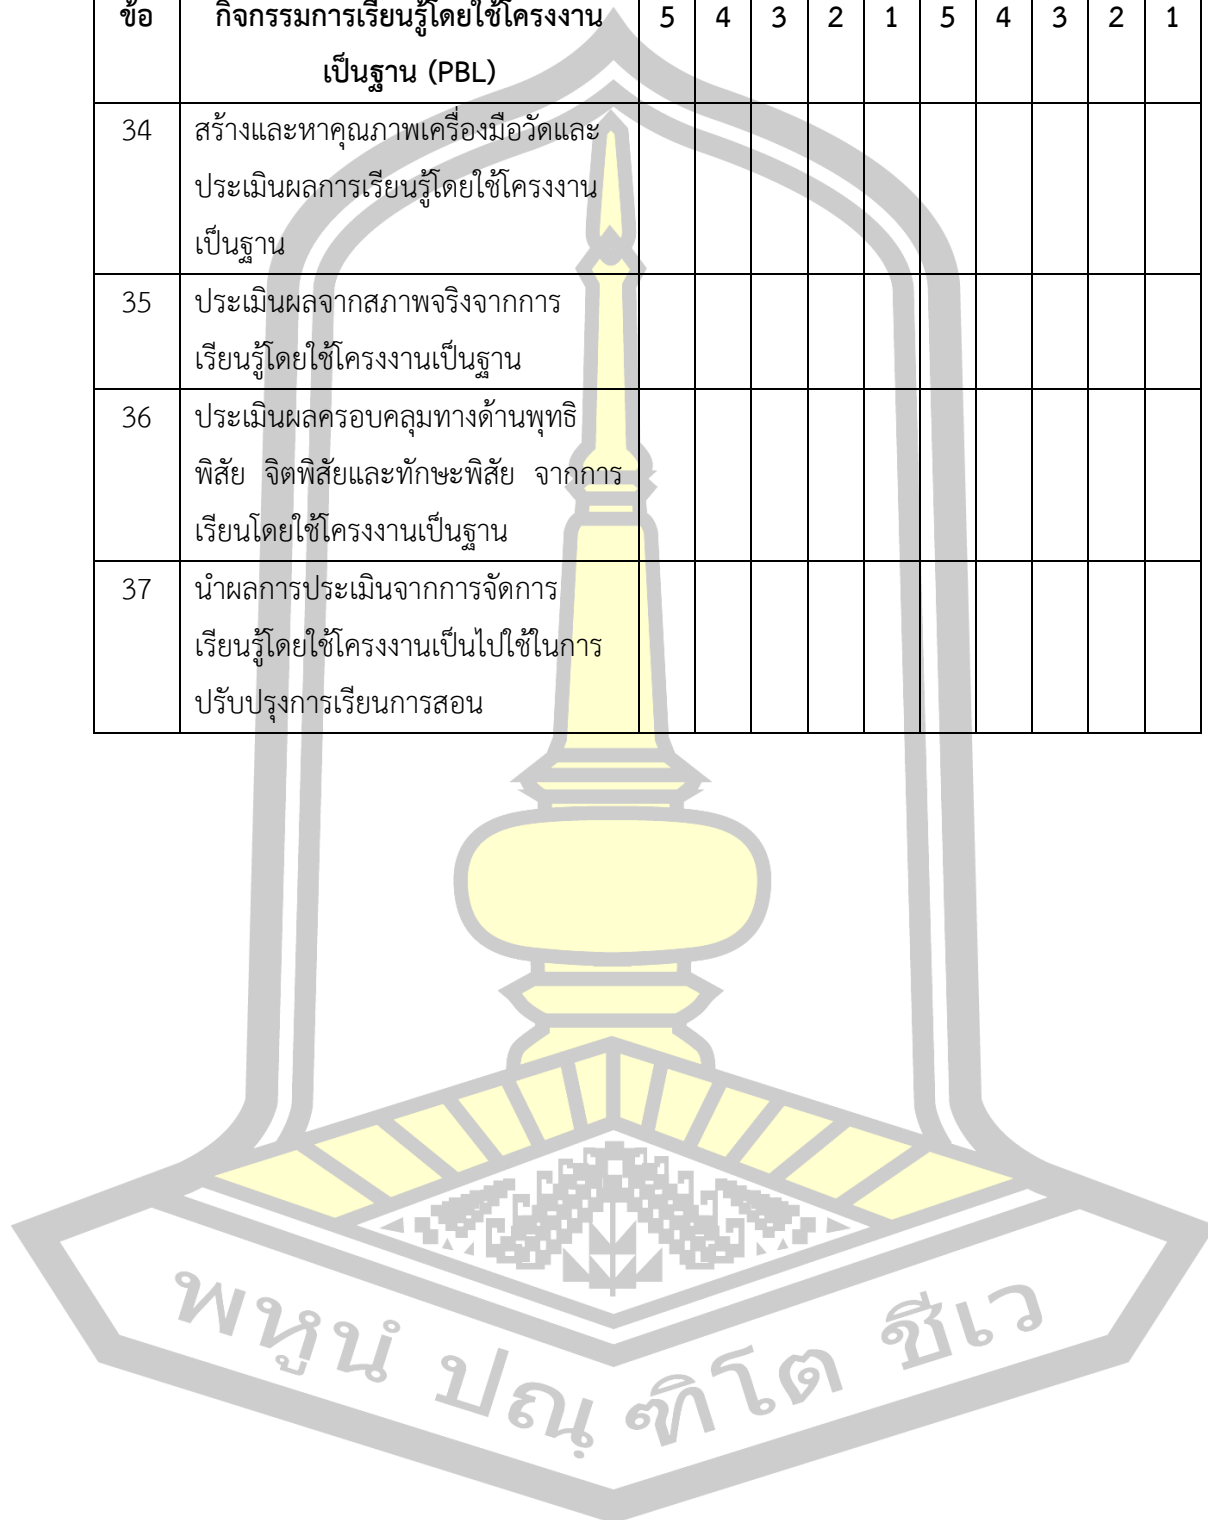 ข้อ กิจกรรมการเรียนรู้โดยใช้โครงงาน 5 4 3 2 1 5 4 3 2 1
เป็นฐาน (PBL)
34 สร้างและหาคุณภาพเครื่องมือวัดและ
ประเมินผลการเรียนรู้โดยใช้โครงงาน
เป็นฐาน
35 ประเมินผลจากสภาพจริงจากการ
เรียนรู้โดยใช้โครงงานเป็นฐาน
36 ประเมินผลครอบคลุมทางด้านพุทธิ
พิสัย จิตพิสัยและทักษะพิสัย จากการ
เรียนโดยใช้โครงงานเป็นฐาน
37 นำผลการประเมินจากการจัดการ
เรียนรู้โดยใช้โครงงานเป็นไปใช้ในการ
ปรับปรุงการเรียนการสอน
พหูนํ ปณฺ ฑิโต ชีเว